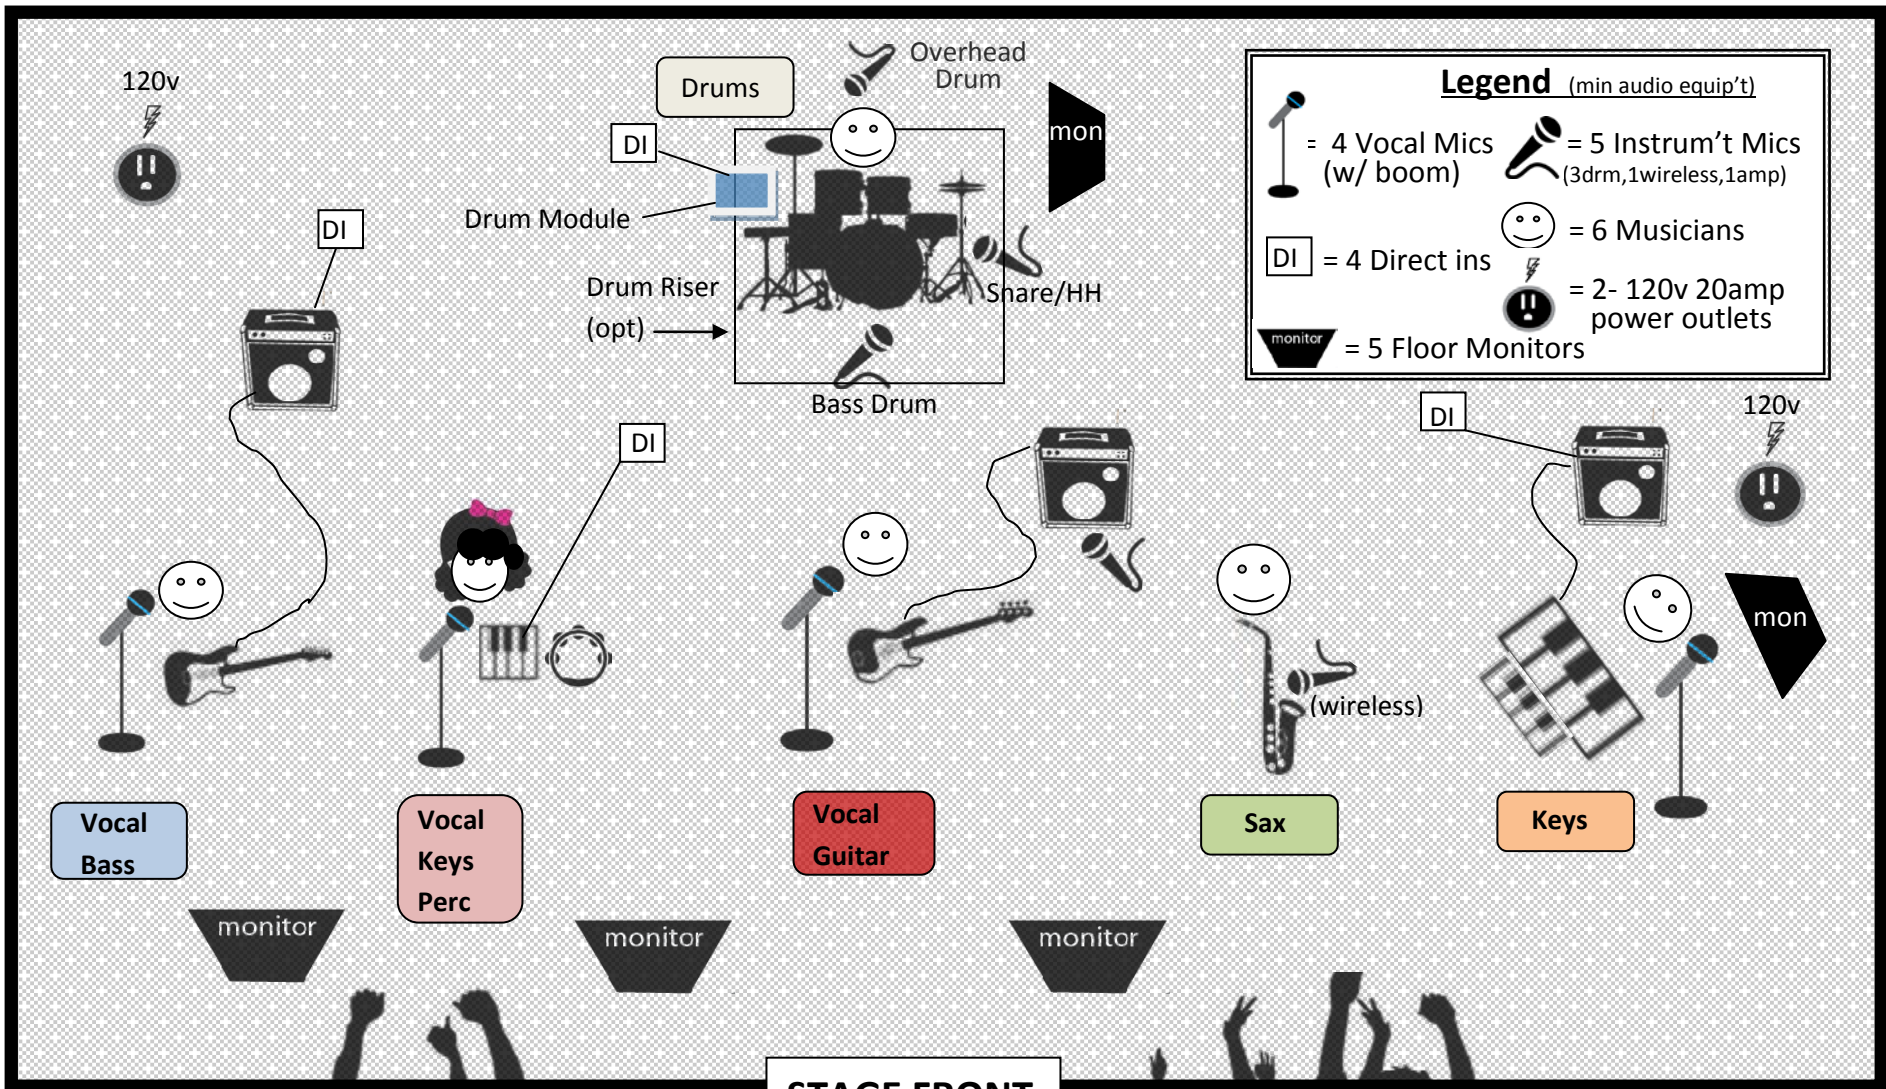 120v
Drums
Overhead
Drum
mon
DI
Drum Module
DI
Drum Riser
(opt)
Snare/HH
Bass Drum
Legend (min audio equip't)
= 4 Vocal Mics
(w/ boom)
= 5 Instrum't Mics
(3drm,1wireless,1amp)
= 6 Musicians
DI = 4 Direct ins
= 2- 120v 20amp
power outlets
monitor = 5 Floor Monitors
DI
DI
120v
mon
(wireless)
Vocal
Bass
Vocal
Keys
Perc
Vocal
Guitar
Sax
Keys
monitor
monitor
monitor
STAGE FRONT